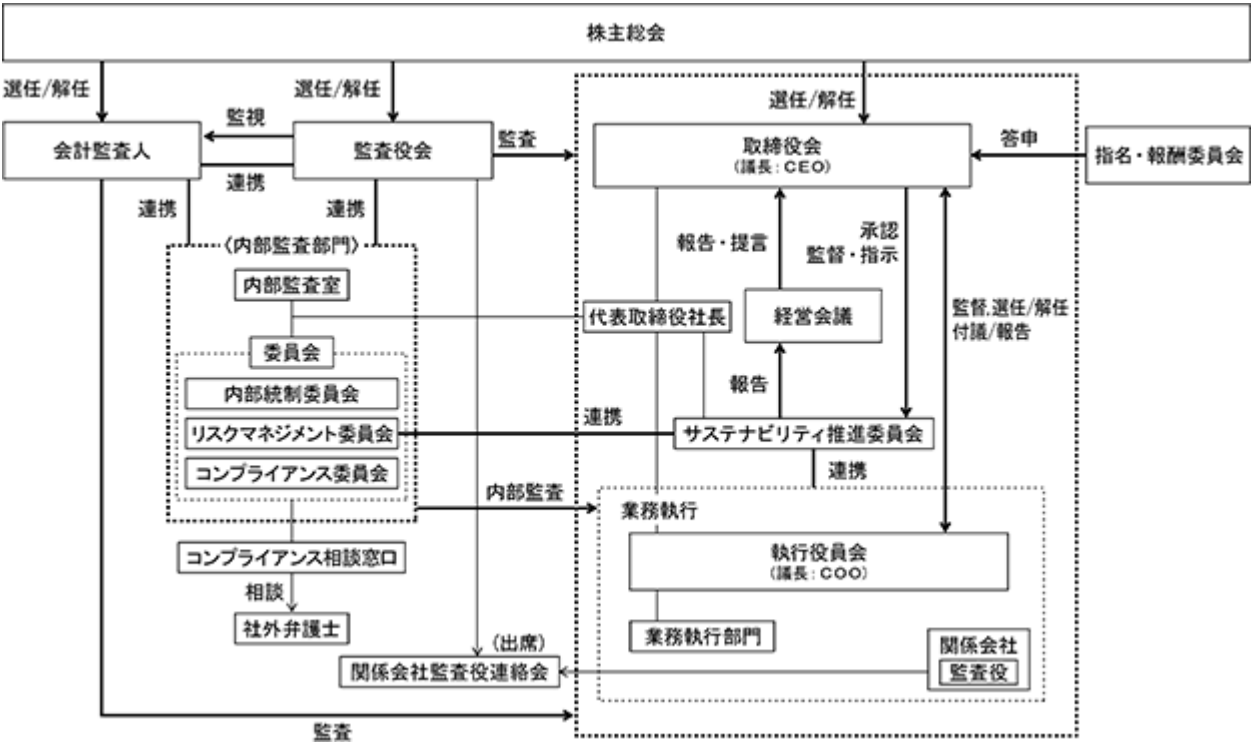 株主総会
選任/解任
選任/解任
選任/解任
監視
会計監査人
監査役会
監査
取締役会
(議長:CEO)
答申
指名・報酬委員会
連携
連携
連携
〈内部監査部門〉
内部監査室
報告・提言
承認
監督・指示
代表取締役社長
経営会議
監督,選任/解任
付議/報告
委員会
内部統制委員会
報告
リスクマネジメント委員会
連携
サステナビリティ推進委員会
コンプライアンス委員会
連携
内部監査
業務執行
コンプライアンス相談窓口
執行役員会
(議長:COO)
相談
社外弁護士
業務執行部門
(出席)
関係会社監査役連絡会
関係会社
監査役
監査